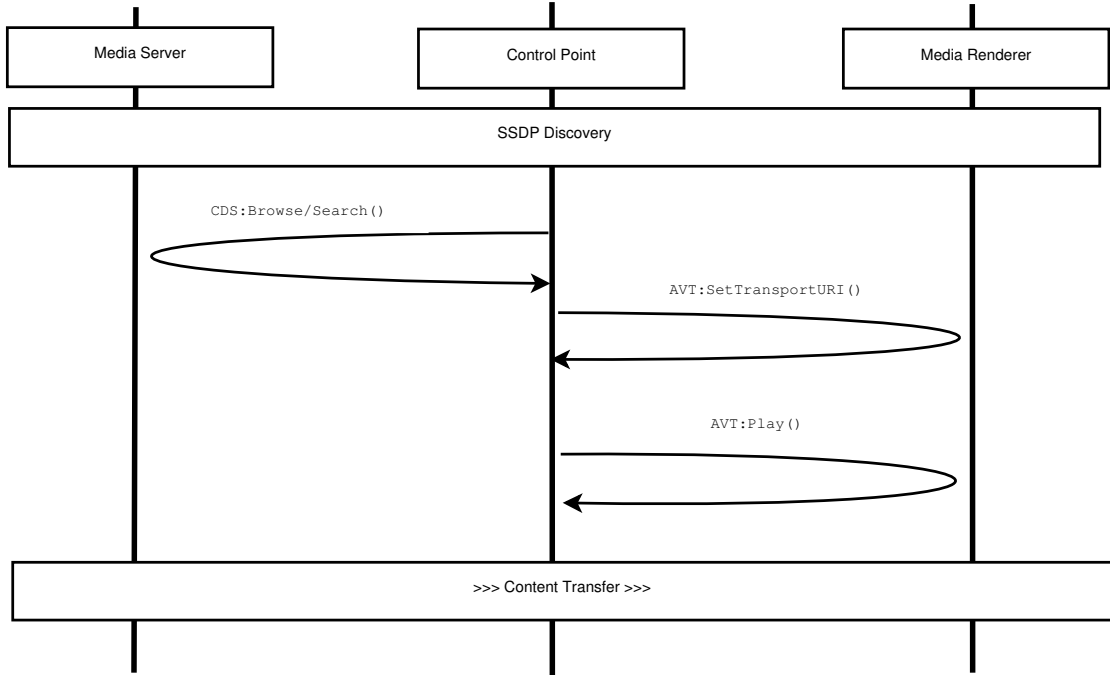 Media Server
Control Point
Media Renderer
SSDP Discovery
CDS:Browse/Search()
AVT:SetTransportURI()
AVT:Play()
>>> Content Transfer >>>